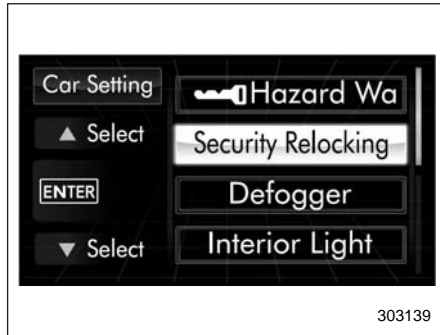 Car Setting
Hazard Wa
▲ Select
Security Relocking
ENTER
Defogger
▼ Select
Interior Light
303139